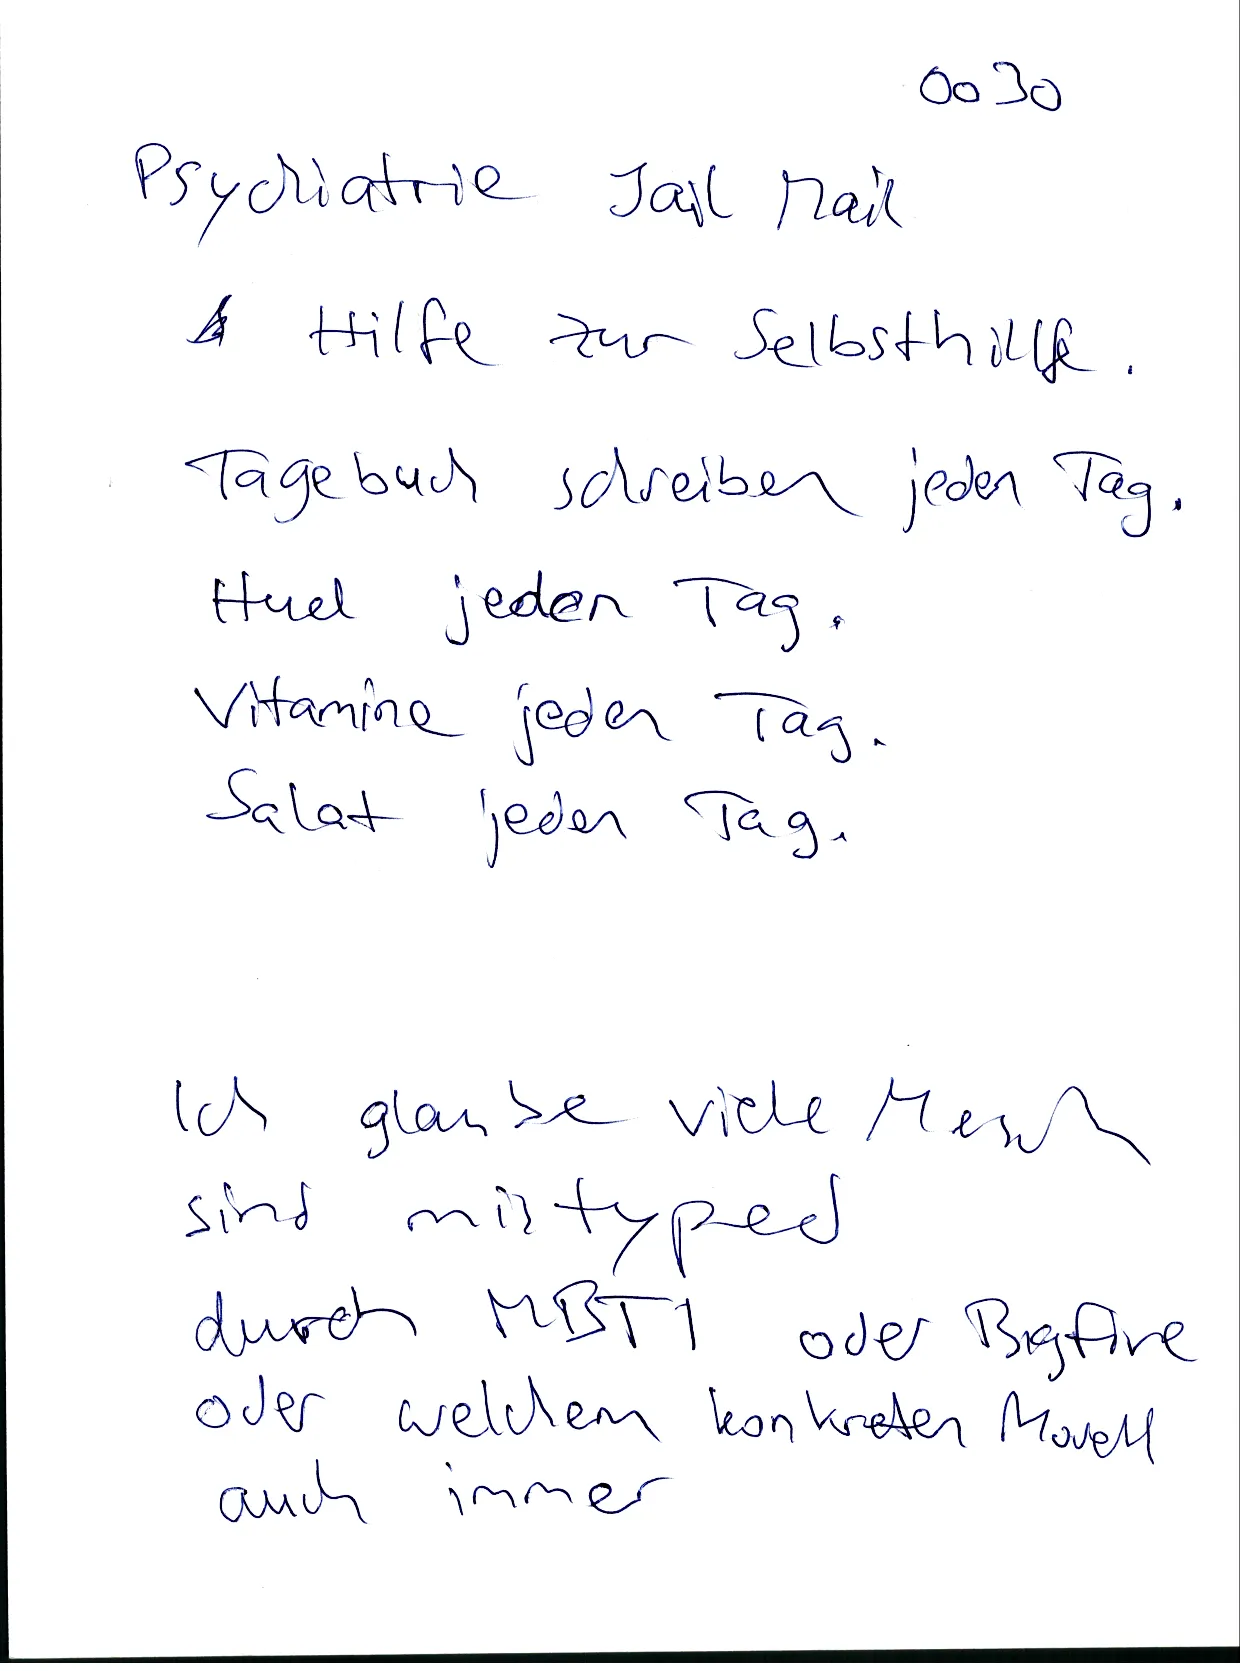 0030
Psychiatrie Jail Mail
Hilfe zur Selbsthilfe.
Tagebuch schreiben jeden Tag.
Huel jeden Tag.
Vitamine jeden Tag.
Salat jeden Tag.
Ich glaube viele
sind mistyped
durch MBTI oder Bigfive
oder welchem konkreten Modell
auch immer